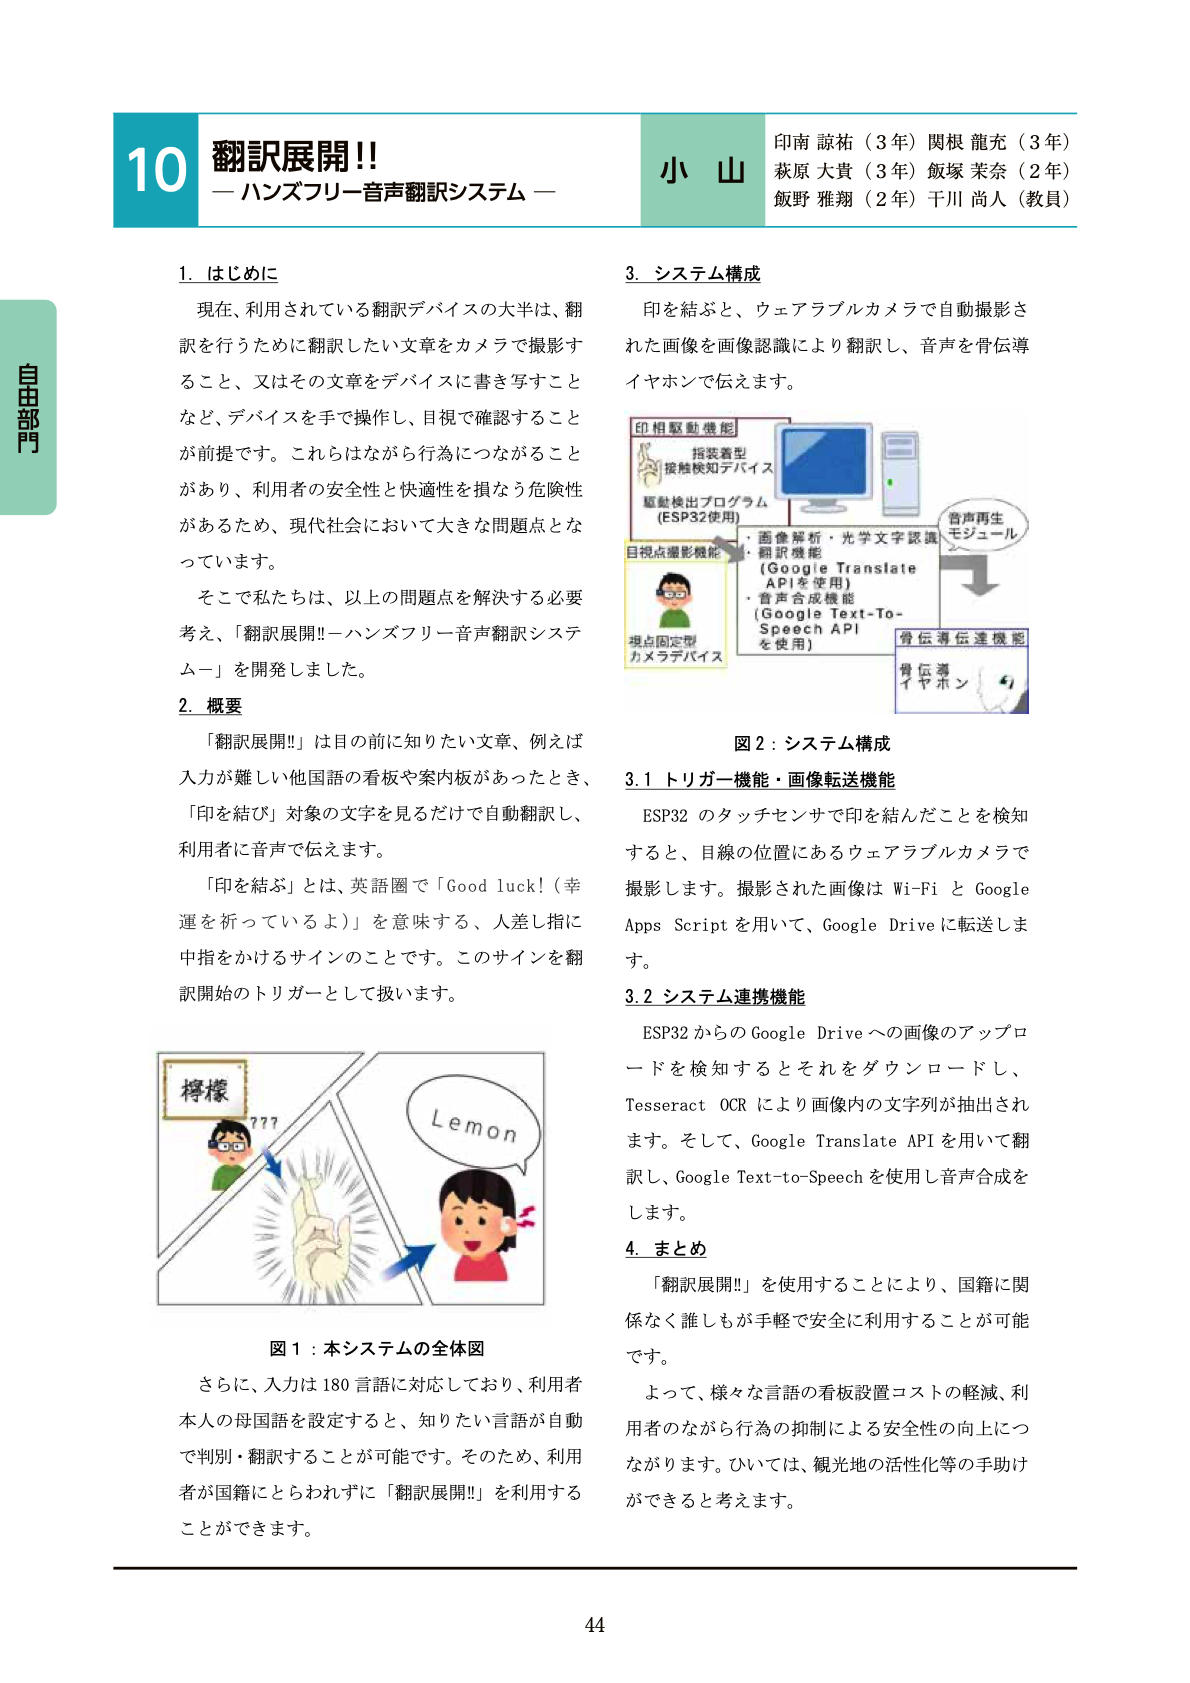 10
翻訳展開!!
― ハンズフリー音声翻訳システム ―
小 山
印南 諒祐（３年）関根 龍充（３年）
萩原 大貴（３年）飯塚 茉奈（２年）
飯野 雅翔（２年）干川 尚人（教員）
自由部門
1. はじめに
現在、利用されている翻訳デバイスの大半は、翻
訳を行うために翻訳したい文章をカメラで撮影す
ること、又はその文章をデバイスに書き写すこと
など、デバイスを手で操作し、目視で確認すること
が前提です。これらはながら行為につながること
があり、利用者の安全性と快適性を損なう危険性
があるため、現代社会において大きな問題点とな
っています。
そこで私たちは、以上の問題点を解決する必要
考え、「翻訳展開!!－ハンズフリー音声翻訳システ
ム－」を開発しました。
2. 概要
「翻訳展開!!」は目の前に知りたい文章、例えば
入力が難しい他国語の看板や案内板があったとき、
「印を結び」対象の文字を見るだけで自動翻訳し、
利用者に音声で伝えます。
「印を結ぶ」とは、英語圏で「Good luck!（幸
運を祈っているよ）」を意味する、人差し指に
中指をかけるサインのことです。このサインを翻
訳開始のトリガーとして扱います。
檸檬
???
Lemon
図１：本システムの全体図
さらに、入力は 180 言語に対応しており、利用者
本人の母国語を設定すると、知りたい言語が自動
で判別・翻訳することが可能です。そのため、利用
者が国籍にとらわれずに「翻訳展開!!」を利用する
ことができます。
3. システム構成
印を結ぶと、ウェアラブルカメラで自動撮影さ
れた画像を画像認識により翻訳し、音声を骨伝導
イヤホンで伝えます。
印相駆動機能
指装着型
接触検知デバイス
駆動検出プログラム
(ESP32使用)
目視点撮影機能
視点固定型
カメラデバイス
・画像解析・光学文字認識
・翻訳機能
(Google Translate
APIを使用)
・音声合成機能
(Google Text-To-
Speech API
を使用)
音声再生
モジュール
骨伝導伝達機能
骨伝導
イヤホン
図２：システム構成
3.1 トリガー機能・画像転送機能
ESP32 のタッチセンサで印を結んだことを検知
すると、目線の位置にあるウェアラブルカメラで
撮影します。撮影された画像は Wi-Fi と Google
Apps Script を用いて、Google Drive に転送しま
す。
3.2 システム連携機能
ESP32 からの Google Drive への画像のアップロ
ードを検知するとそれをダウンロードし、
Tesseract OCR により画像内の文字列が抽出され
ます。そして、Google Translate API を用いて翻
訳し、Google Text-to-Speech を使用し音声合成を
します。
4. まとめ
「翻訳展開!!」を使用することにより、国籍に関
係なく誰しもが手軽で安全に利用することが可能
です。
よって、様々な言語の看板設置コストの軽減、利
用者のながら行為の抑制による安全性の向上につ
ながります。ひいては、観光地の活性化等の手助け
ができると考えます。
44